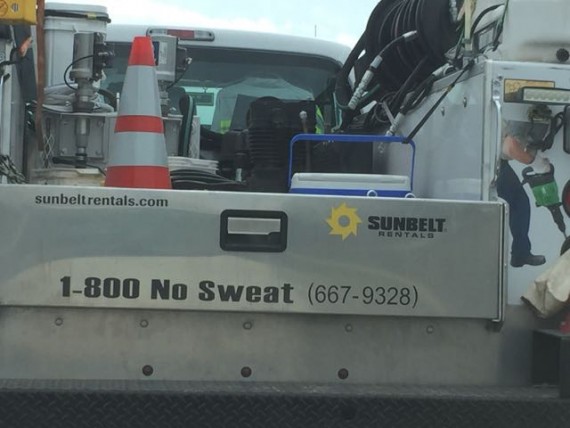 sunbeltrentals.com
SUNBELT
RENTALS
1-800 No Sweat (667-9328)